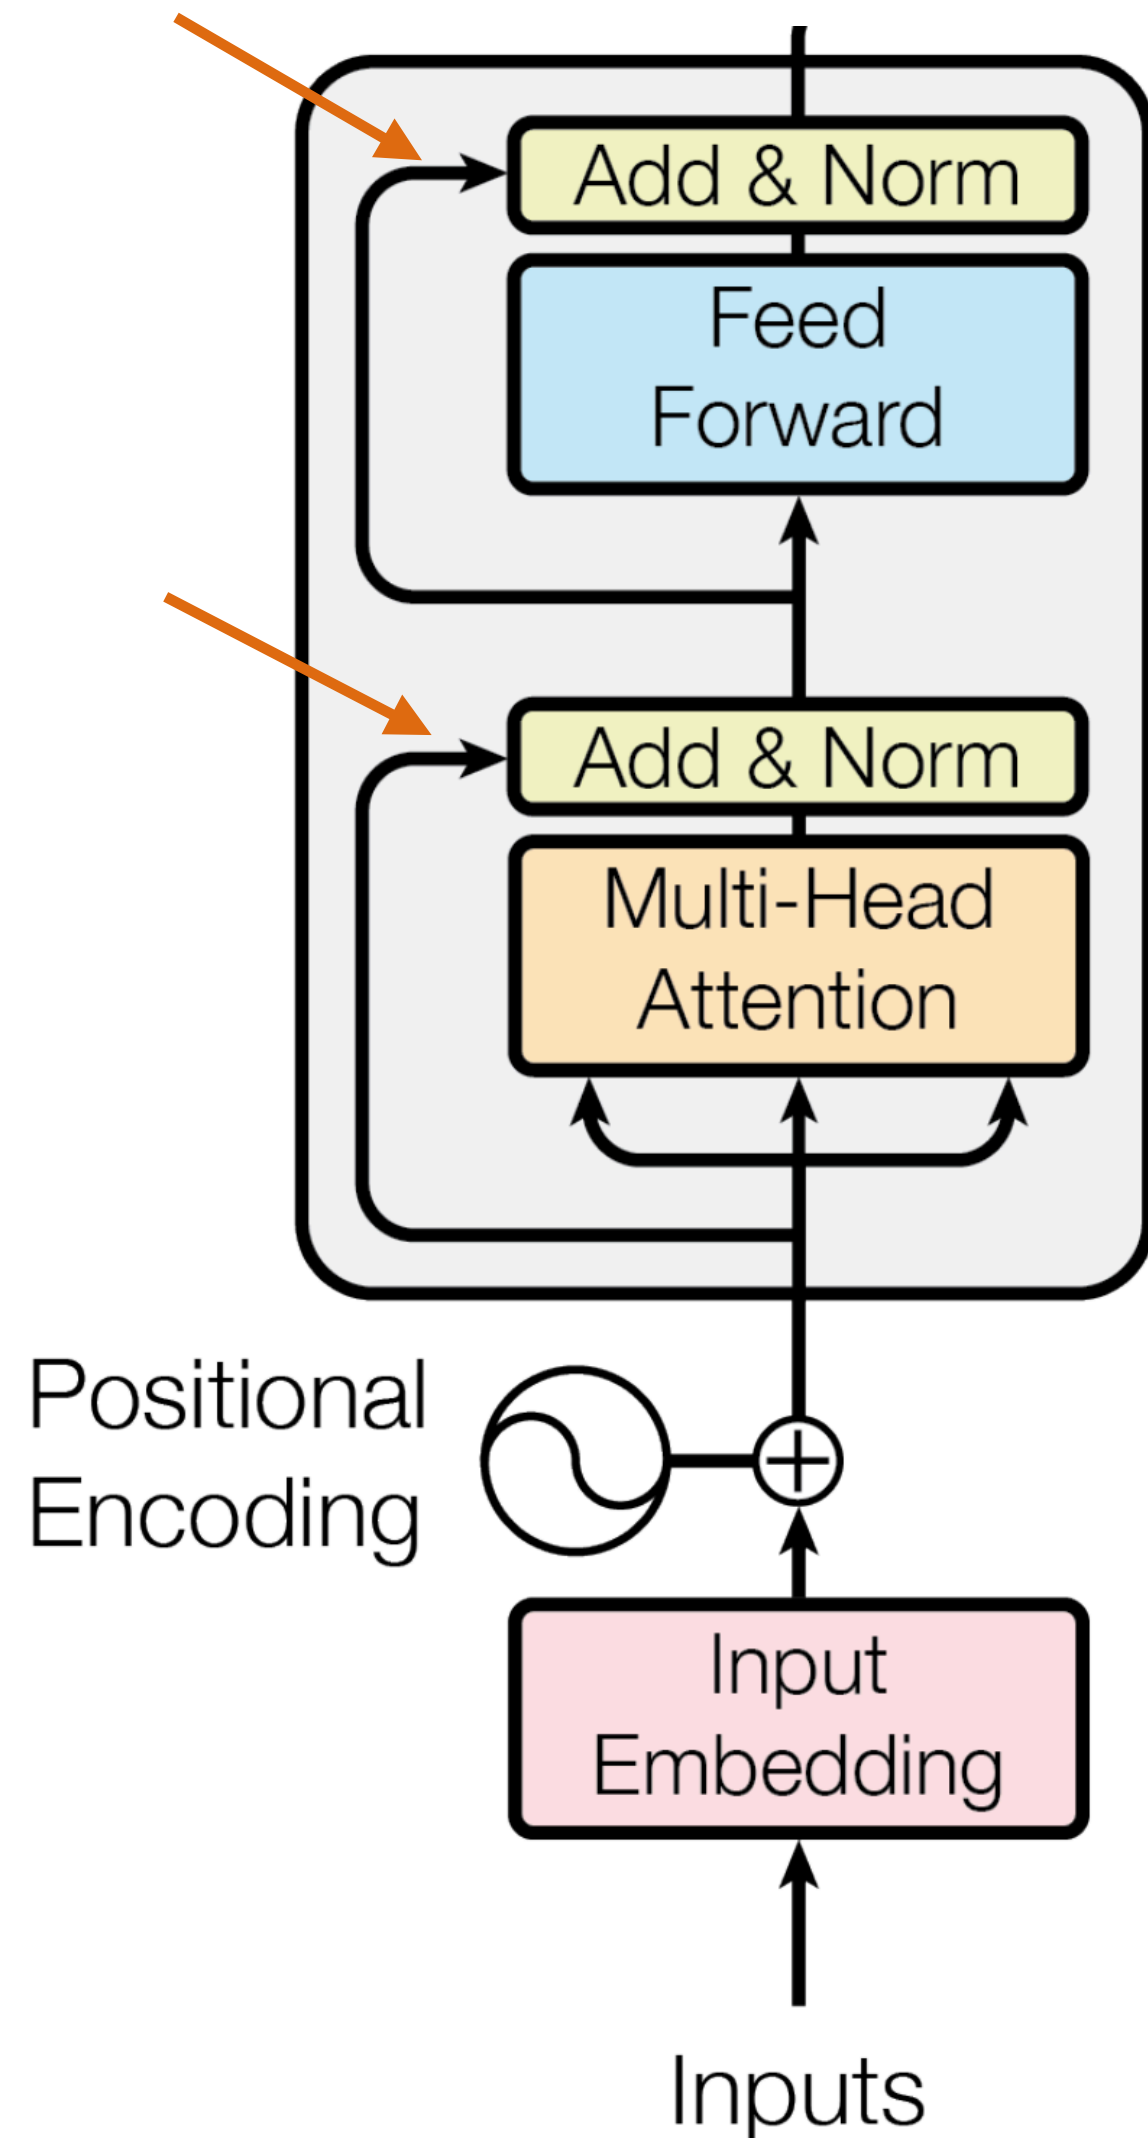 Add & Norm
Feed
Forward
Add & Norm
Multi-Head
Attention
Positional
Encoding
Input
Embedding
Inputs